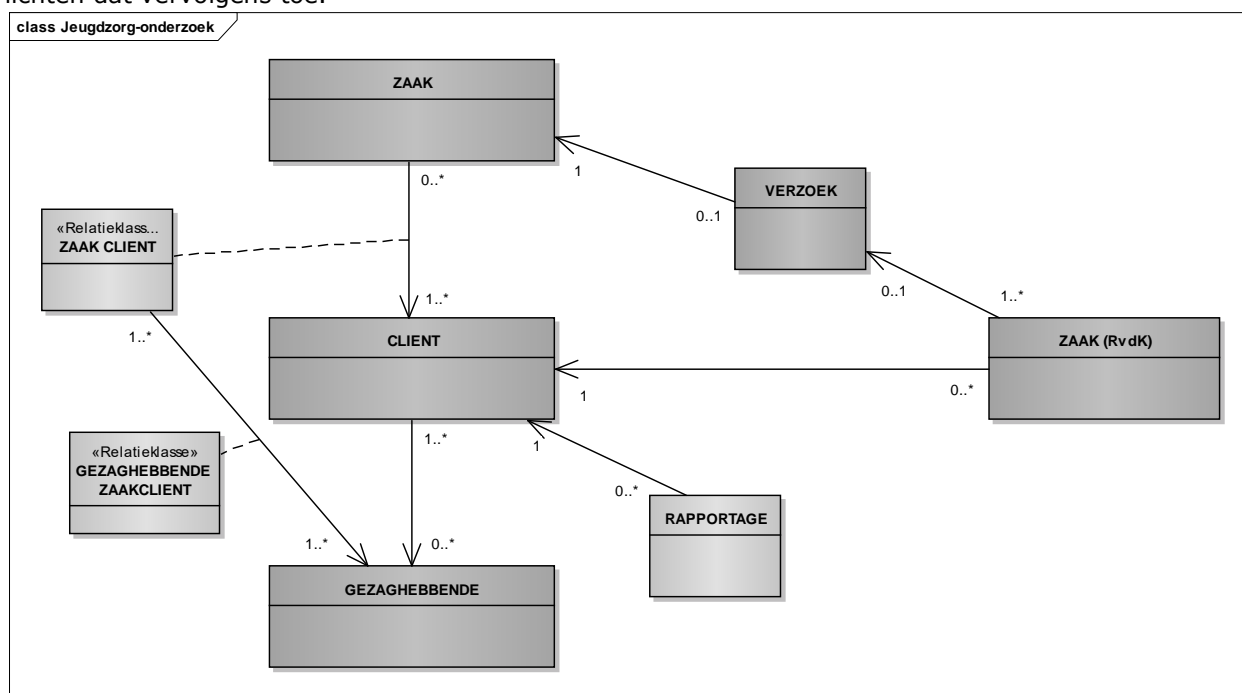 lichten dat vervolgens toe.
class Jeugdzorg-onderzoek
ZAAK
0..*
1
VERZOEK
0..1
«Relatieklass...
ZAAK CLIENT
0..1
1..*
1..*
1..*
CLIENT
ZAAK (RvdK)
1
0..*
1..*
1
«Relatieklasse»
GEZAGHEBBENDE
ZAAKCLIENT
0..*
RAPPORTAGE
1..*
0..*
GEZAGHEBBENDE